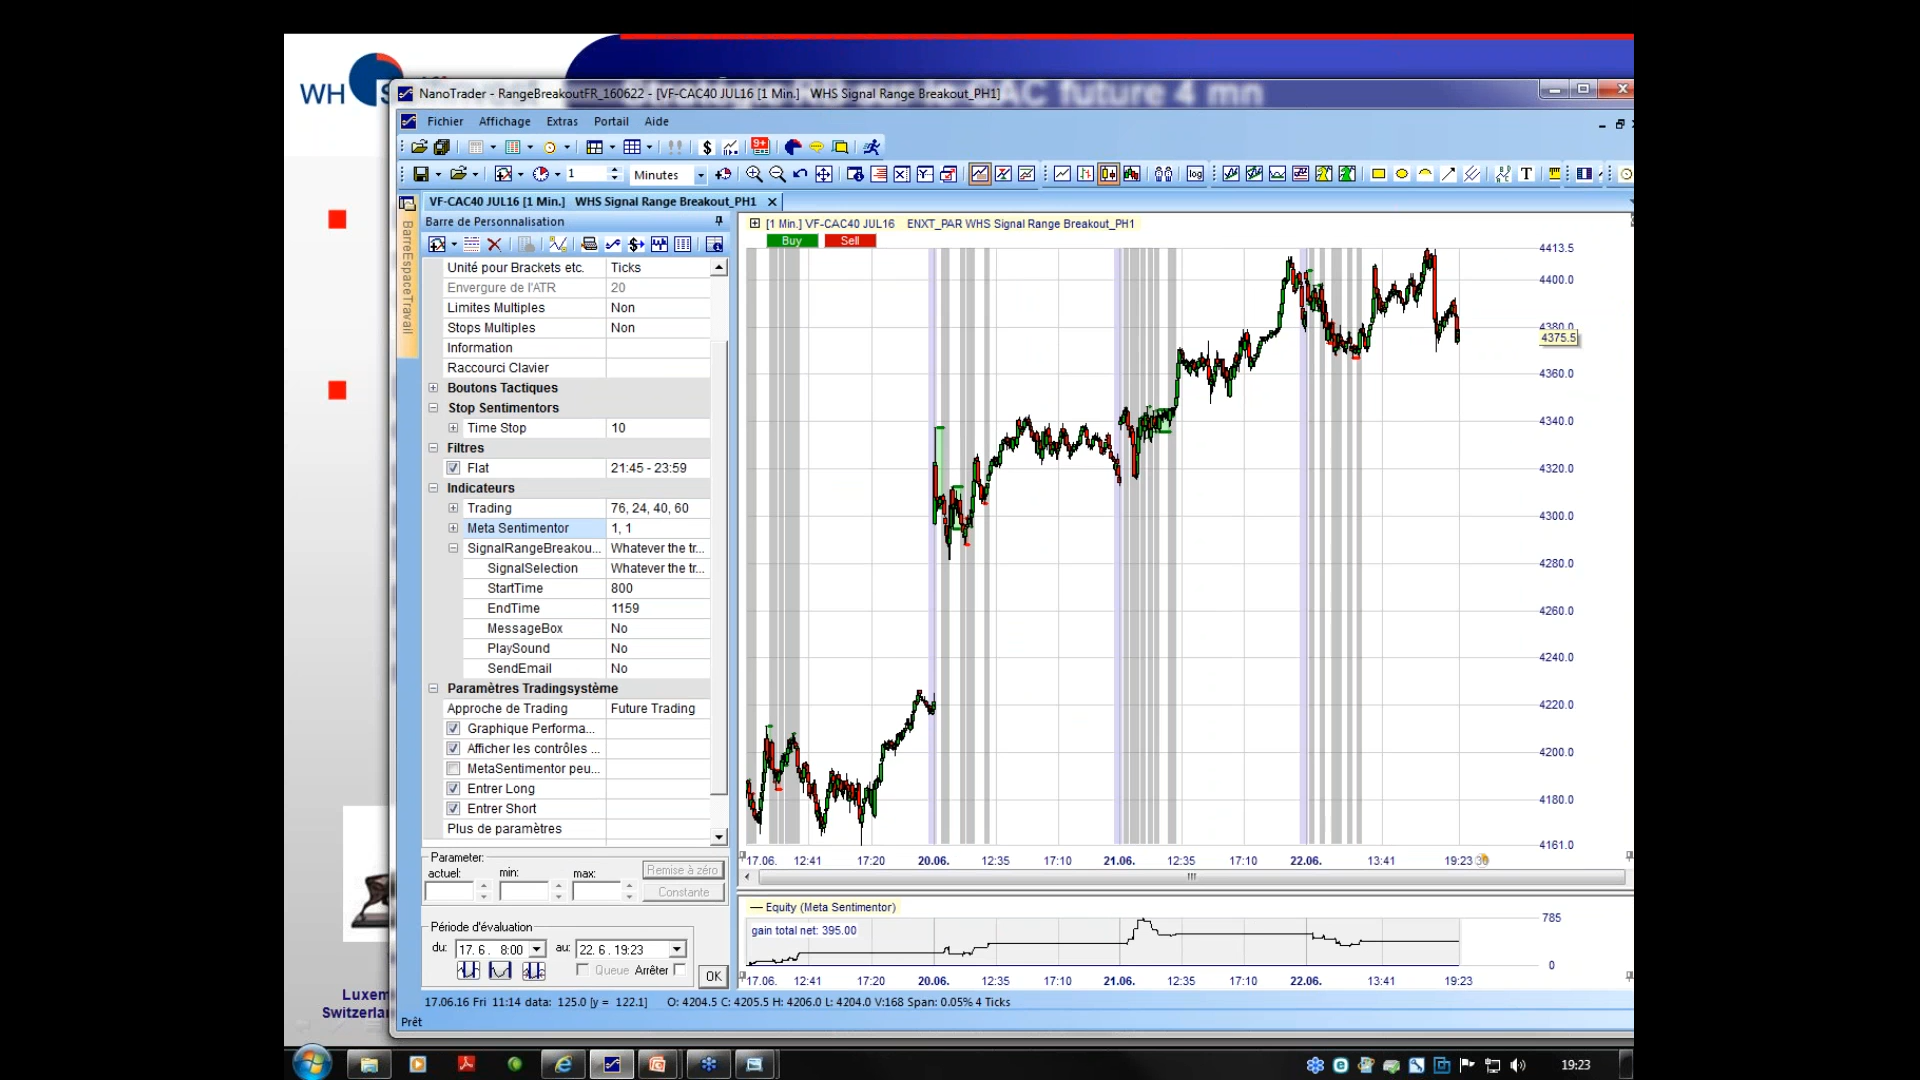 WH S
AC future 4 mn
NanoTrader - RangeBreakoutFR_160622 - [VF-CAC40 JUL16 [1 Min.] WHS Signal Range Breakout_PH1]
Fichier Affichage Extras Portail Aide
9+
1 Minutes log T
VF-CAC40 JUL16 [1 Min.] WHS Signal Range Breakout_PH1
Barre de Personnalisation
BarreEspaceTravail
Unité pour Brackets etc. Ticks
Envergure de l'ATR 20
Limites Multiples Non
Stops Multiples Non
Information
Raccourci Clavier
Boutons Tactiques
Stop Sentimentors
Time Stop 10
Filtres
Flat 21:45 - 23:59
Indicateurs
Trading 76, 24, 40, 60
Meta Sentimentor 1, 1
SignalRangeBreakou... Whatever the tr...
SignalSelection Whatever the tr...
StartTime 800
EndTime 1159
MessageBox No
PlaySound No
SendEmail No
Paramètres Tradingsystème
Approche de Trading Future Trading
Graphique Performa...
Afficher les contrôles ...
MetaSentimentor peu...
Entrer Long
Entrer Short
Plus de paramètres
Parameter:
actuel: min: max:
Remise à zéro
Constante
Période d'évaluation
du: 17. 6. 8:00 au: 22. 6. 19:23
Queue Arrêter OK
[1 Min.] VF-CAC40 JUL16 ENXT_PAR WHS Signal Range Breakout_PH1
Buy Sell
4413.5
4400.0
4380.0
4375.5
4360.0
4340.0
4320.0
4300.0
4280.0
4260.0
4240.0
4220.0
4200.0
4180.0
4161.0
17.06. 12:41 17:20 20.06. 12:35 17:10 21.06. 12:35 17:10 22.06. 13:41 19:23
Equity (Meta Sentimentor)
gain total net: 395.00
785
0
17.06. 12:41 17:20 20.06. 12:35 17:10 21.06. 12:35 17:10 22.06. 13:41 19:23
17.06.16 Fri 11:14 data: 125.0 [y = 122.1] O: 4204.5 C: 4205.5 H: 4206.0 L: 4204.0 V:168 Span: 0.05% 4 Ticks
Prêt
Luxem
Switzerla
19:23